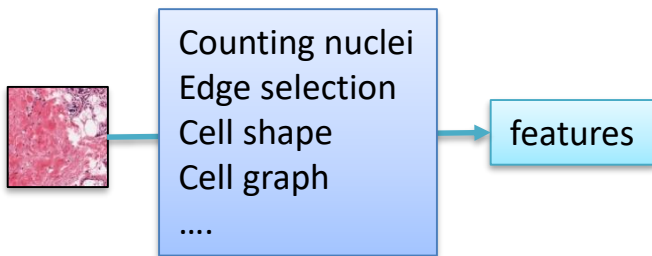 Counting nuclei
Edge selection
Cell shape
Cell graph
....
features